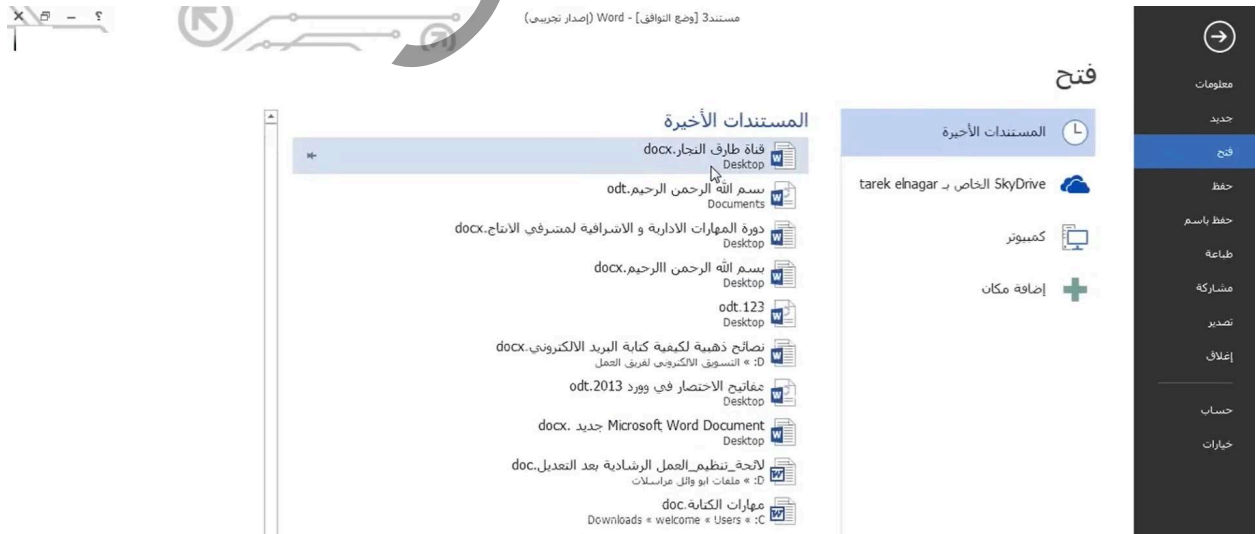 مستند3 [وضع التوافق] - Word (إصدار تجريبي)
معلومات
جديد
فتح
حفظ
حفظ باسم
طباعة
مشاركة
تصدير
إغلاق
حساب
خيارات
فتح
المستندات الأخيرة
SkyDrive الخاص بـ tarek elnagar
كمبيوتر
إضافة مكان
المستندات الأخيرة
قناة طارق النجار.docx
Desktop
بسم الله الرحمن الرحيم.odt
Documents
دورة المهارات الادارية و الاشرافية لمشرفي الانتاج.docx
Desktop
بسم الله الرحمن االرحيم.docx
Desktop
odt.123
Desktop
نصائح ذهبية لكيفية كتابة البريد الالكتروني.docx
D: » التسويق الالكتروني لفريق العمل
مفاتيح الاختصار في وورد 2013.odt
Desktop
docx. جديد Microsoft Word Document
Desktop
لائحة_تنظيم_العمل الرشادية بعد التعديل.doc
D: » ملفات ابو وائل مراسلات
مهارات الكتابة.doc
Downloads « welcome « Users « :C